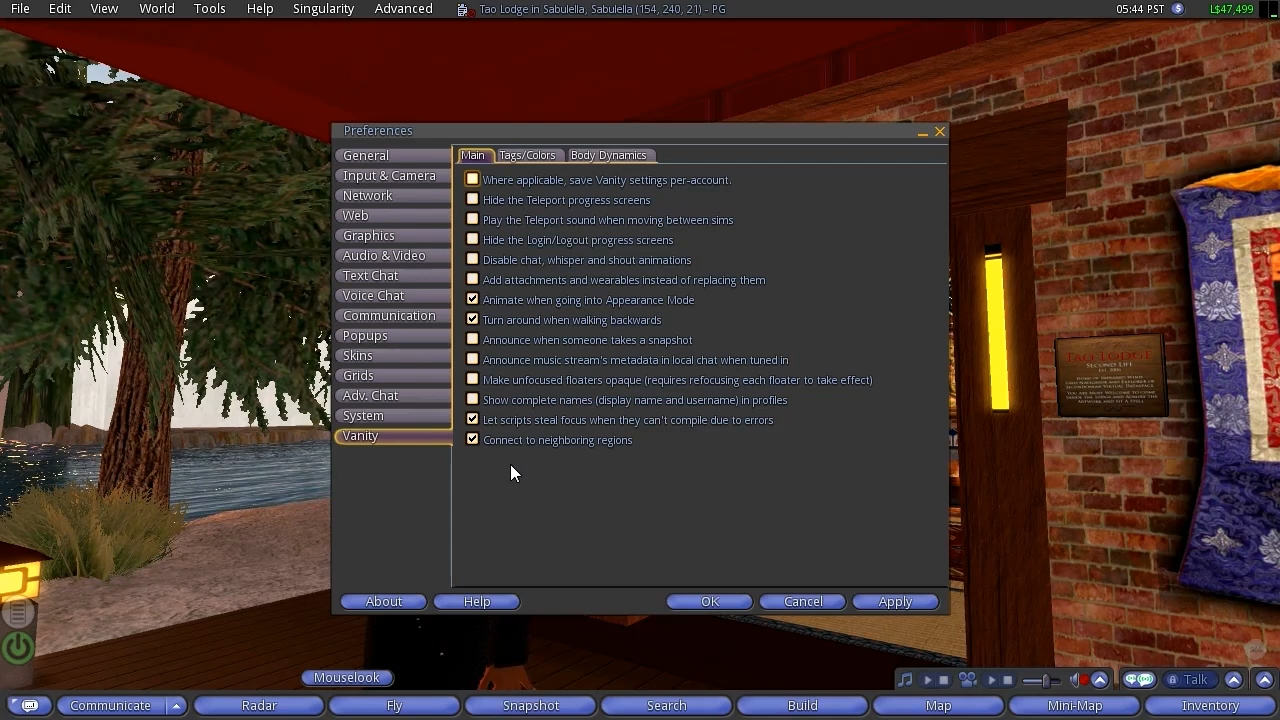 File Edit View World Tools Help Singularity Advanced Tao Lodge in Sabulella, Sabulella (154, 240, 21) - PG 05:44 PST $ L$47,499
Preferences
General
Input & Camera
Network
Web
Graphics
Audio & Video
Text Chat
Voice Chat
Communication
Popups
Skins
Grids
Adv. Chat
System
Vanity
Main Tags/Colors Body Dynamics
Where applicable, save Vanity settings per-account.
Hide the Teleport progress screens
Play the Teleport sound when moving between sims
Hide the Login/Logout progress screens
Disable chat, whisper and shout animations
Add attachments and wearables instead of replacing them
Animate when going into Appearance Mode
Turn around when walking backwards
Announce when someone takes a snapshot
Announce music stream's metadata in local chat when tuned in
Make unfocused floaters opaque (requires refocusing each floater to take effect)
Show complete names (display name and username) in profiles
Let scripts steal focus when they can't compile due to errors
Connect to neighboring regions
About Help OK Cancel Apply
TAO LODGE
SECOND LIFE
Mouselook
Talk
Communicate Radar Fly Snapshot Search Build Map Mini-Map Inventory